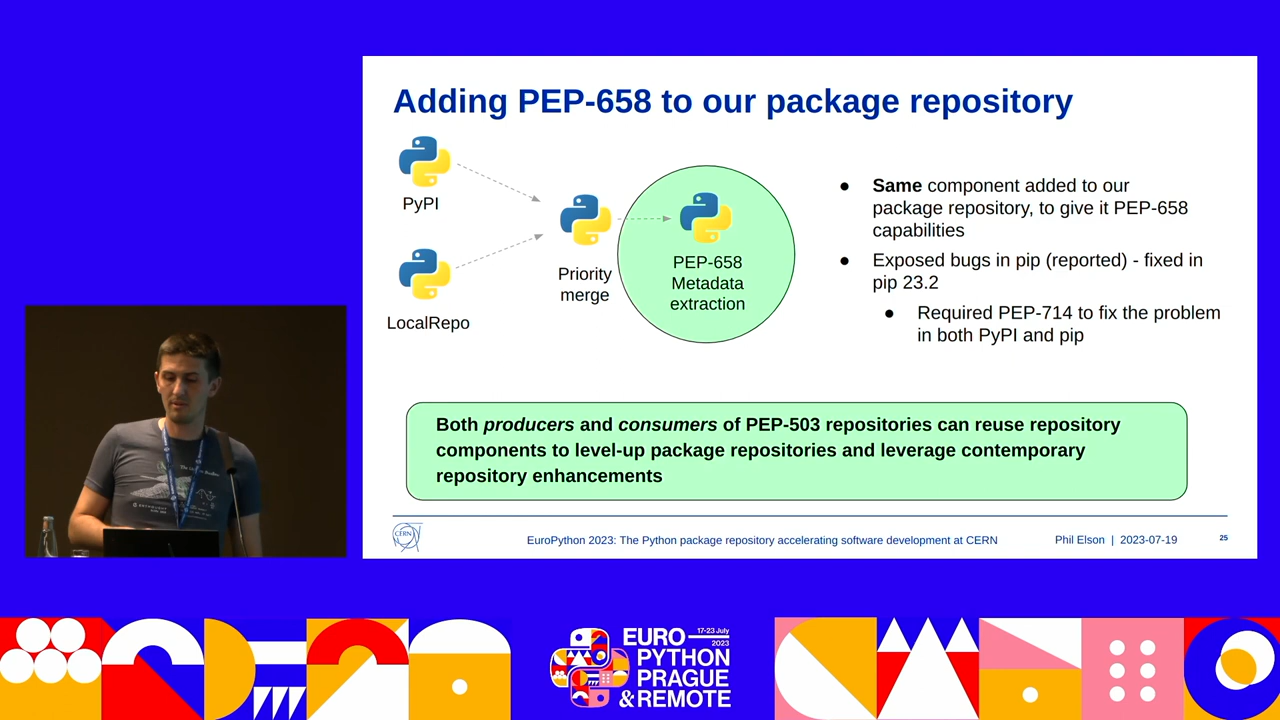 Adding PEP-658 to our package repository
PyPI
LocalRepo
Priority
merge
PEP-658
Metadata
extraction
● Same component added to our
package repository, to give it PEP-658
capabilities
● Exposed bugs in pip (reported) - fixed in
pip 23.2
● Required PEP-714 to fix the problem
in both PyPI and pip
Both producers and consumers of PEP-503 repositories can reuse repository
components to level-up package repositories and leverage contemporary
repository enhancements
CERN
EuroPython 2023: The Python package repository accelerating software development at CERN
Phil Elson | 2023-07-19
25
EURO
17-23 July
2023
PYTHON
PRAGUE
&REMOTE